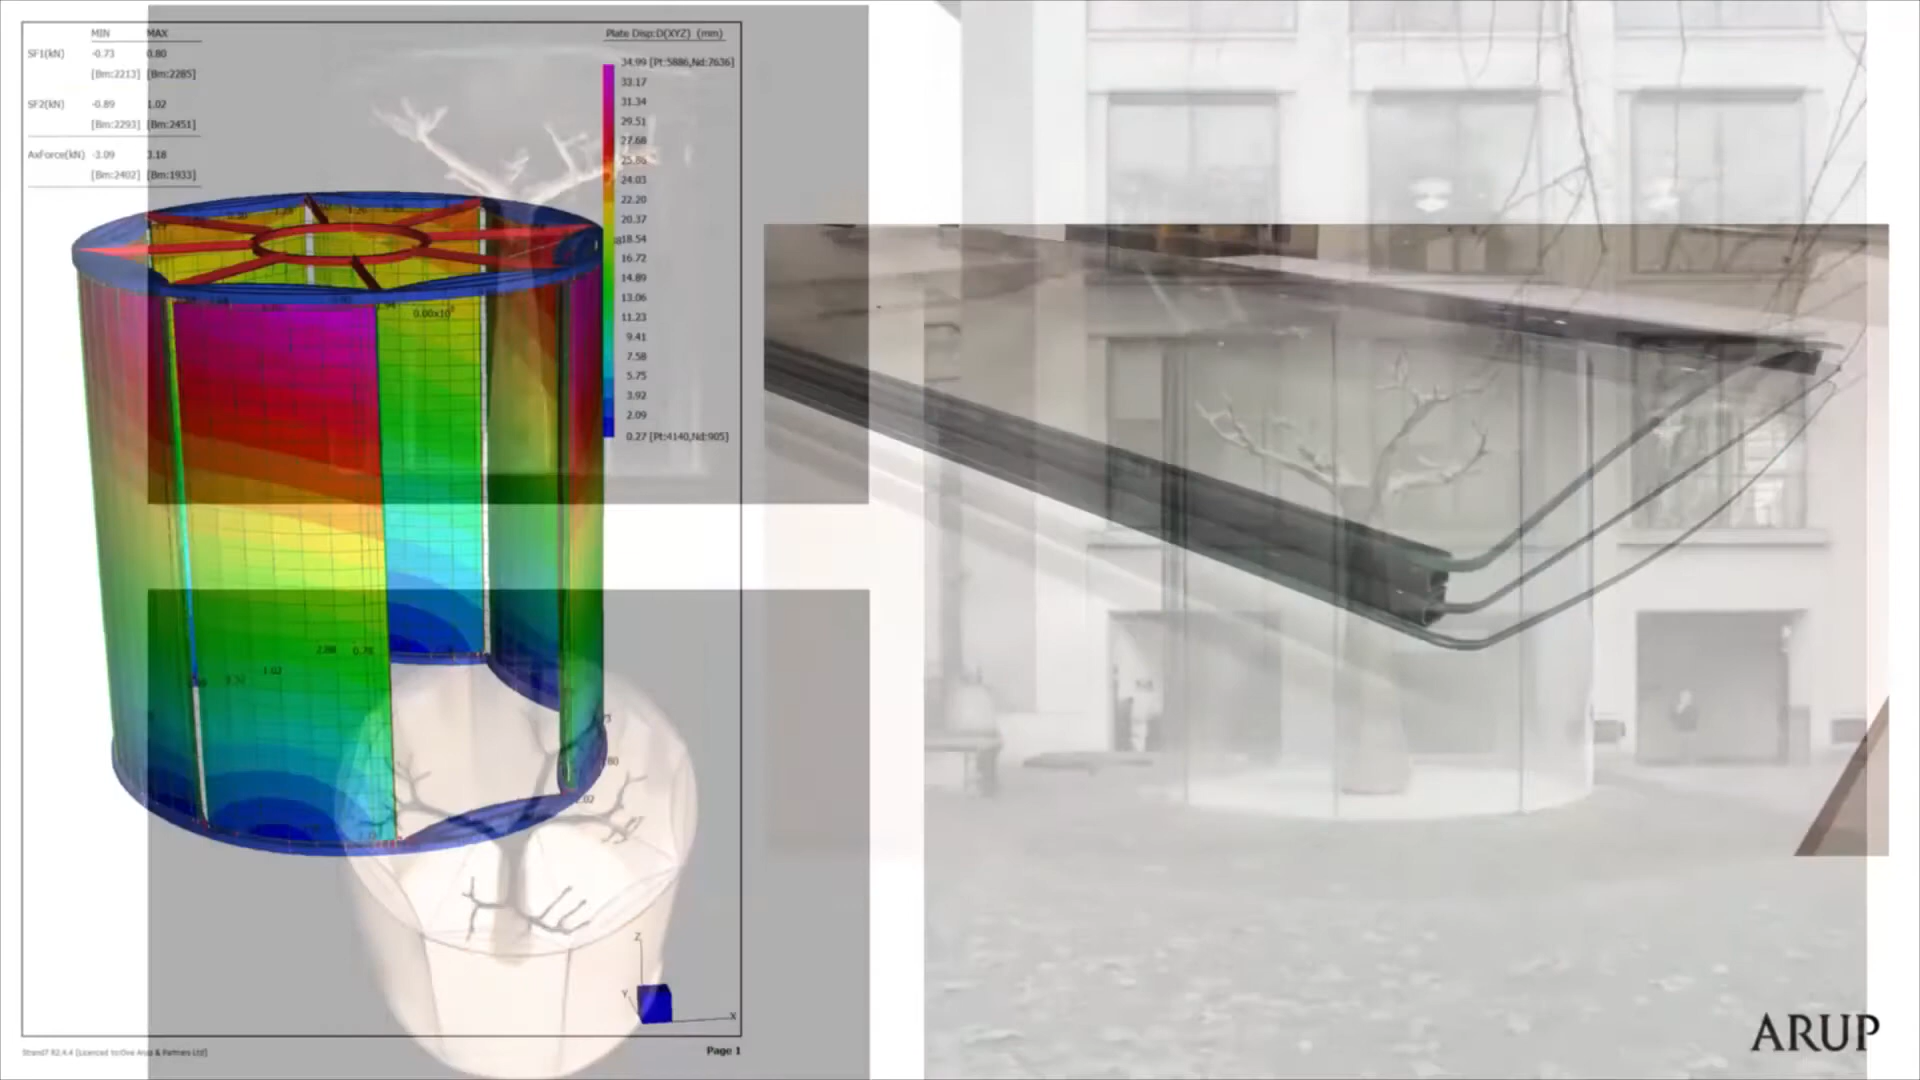 MIN MAX
SF1(kN) -0.73 0.80
[Bm:2213] [Bm:2285]
SF2(kN) -0.89 1.02
[Bm:2293] [Bm:2451]
AxForce(kN) -3.09 3.18
[Bm:2402] [Bm:1933]
Plate Disp:D(XYZ) (mm)
34.99 [Pt:5886,Nd:7636]
33.17
31.34
29.51
27.68
25.86
24.03
22.20
20.37
18.54
16.72
14.89
13.06
11.23
9.41
7.58
5.75
3.92
2.09
0.27 [Pt:4140,Nd:905]
2.88 0.78
1.02
Z
Y
X
Strand7 R2.4.4 [Licenced to:Ove Arup & Partners Ltd]
Page 1
ARUP